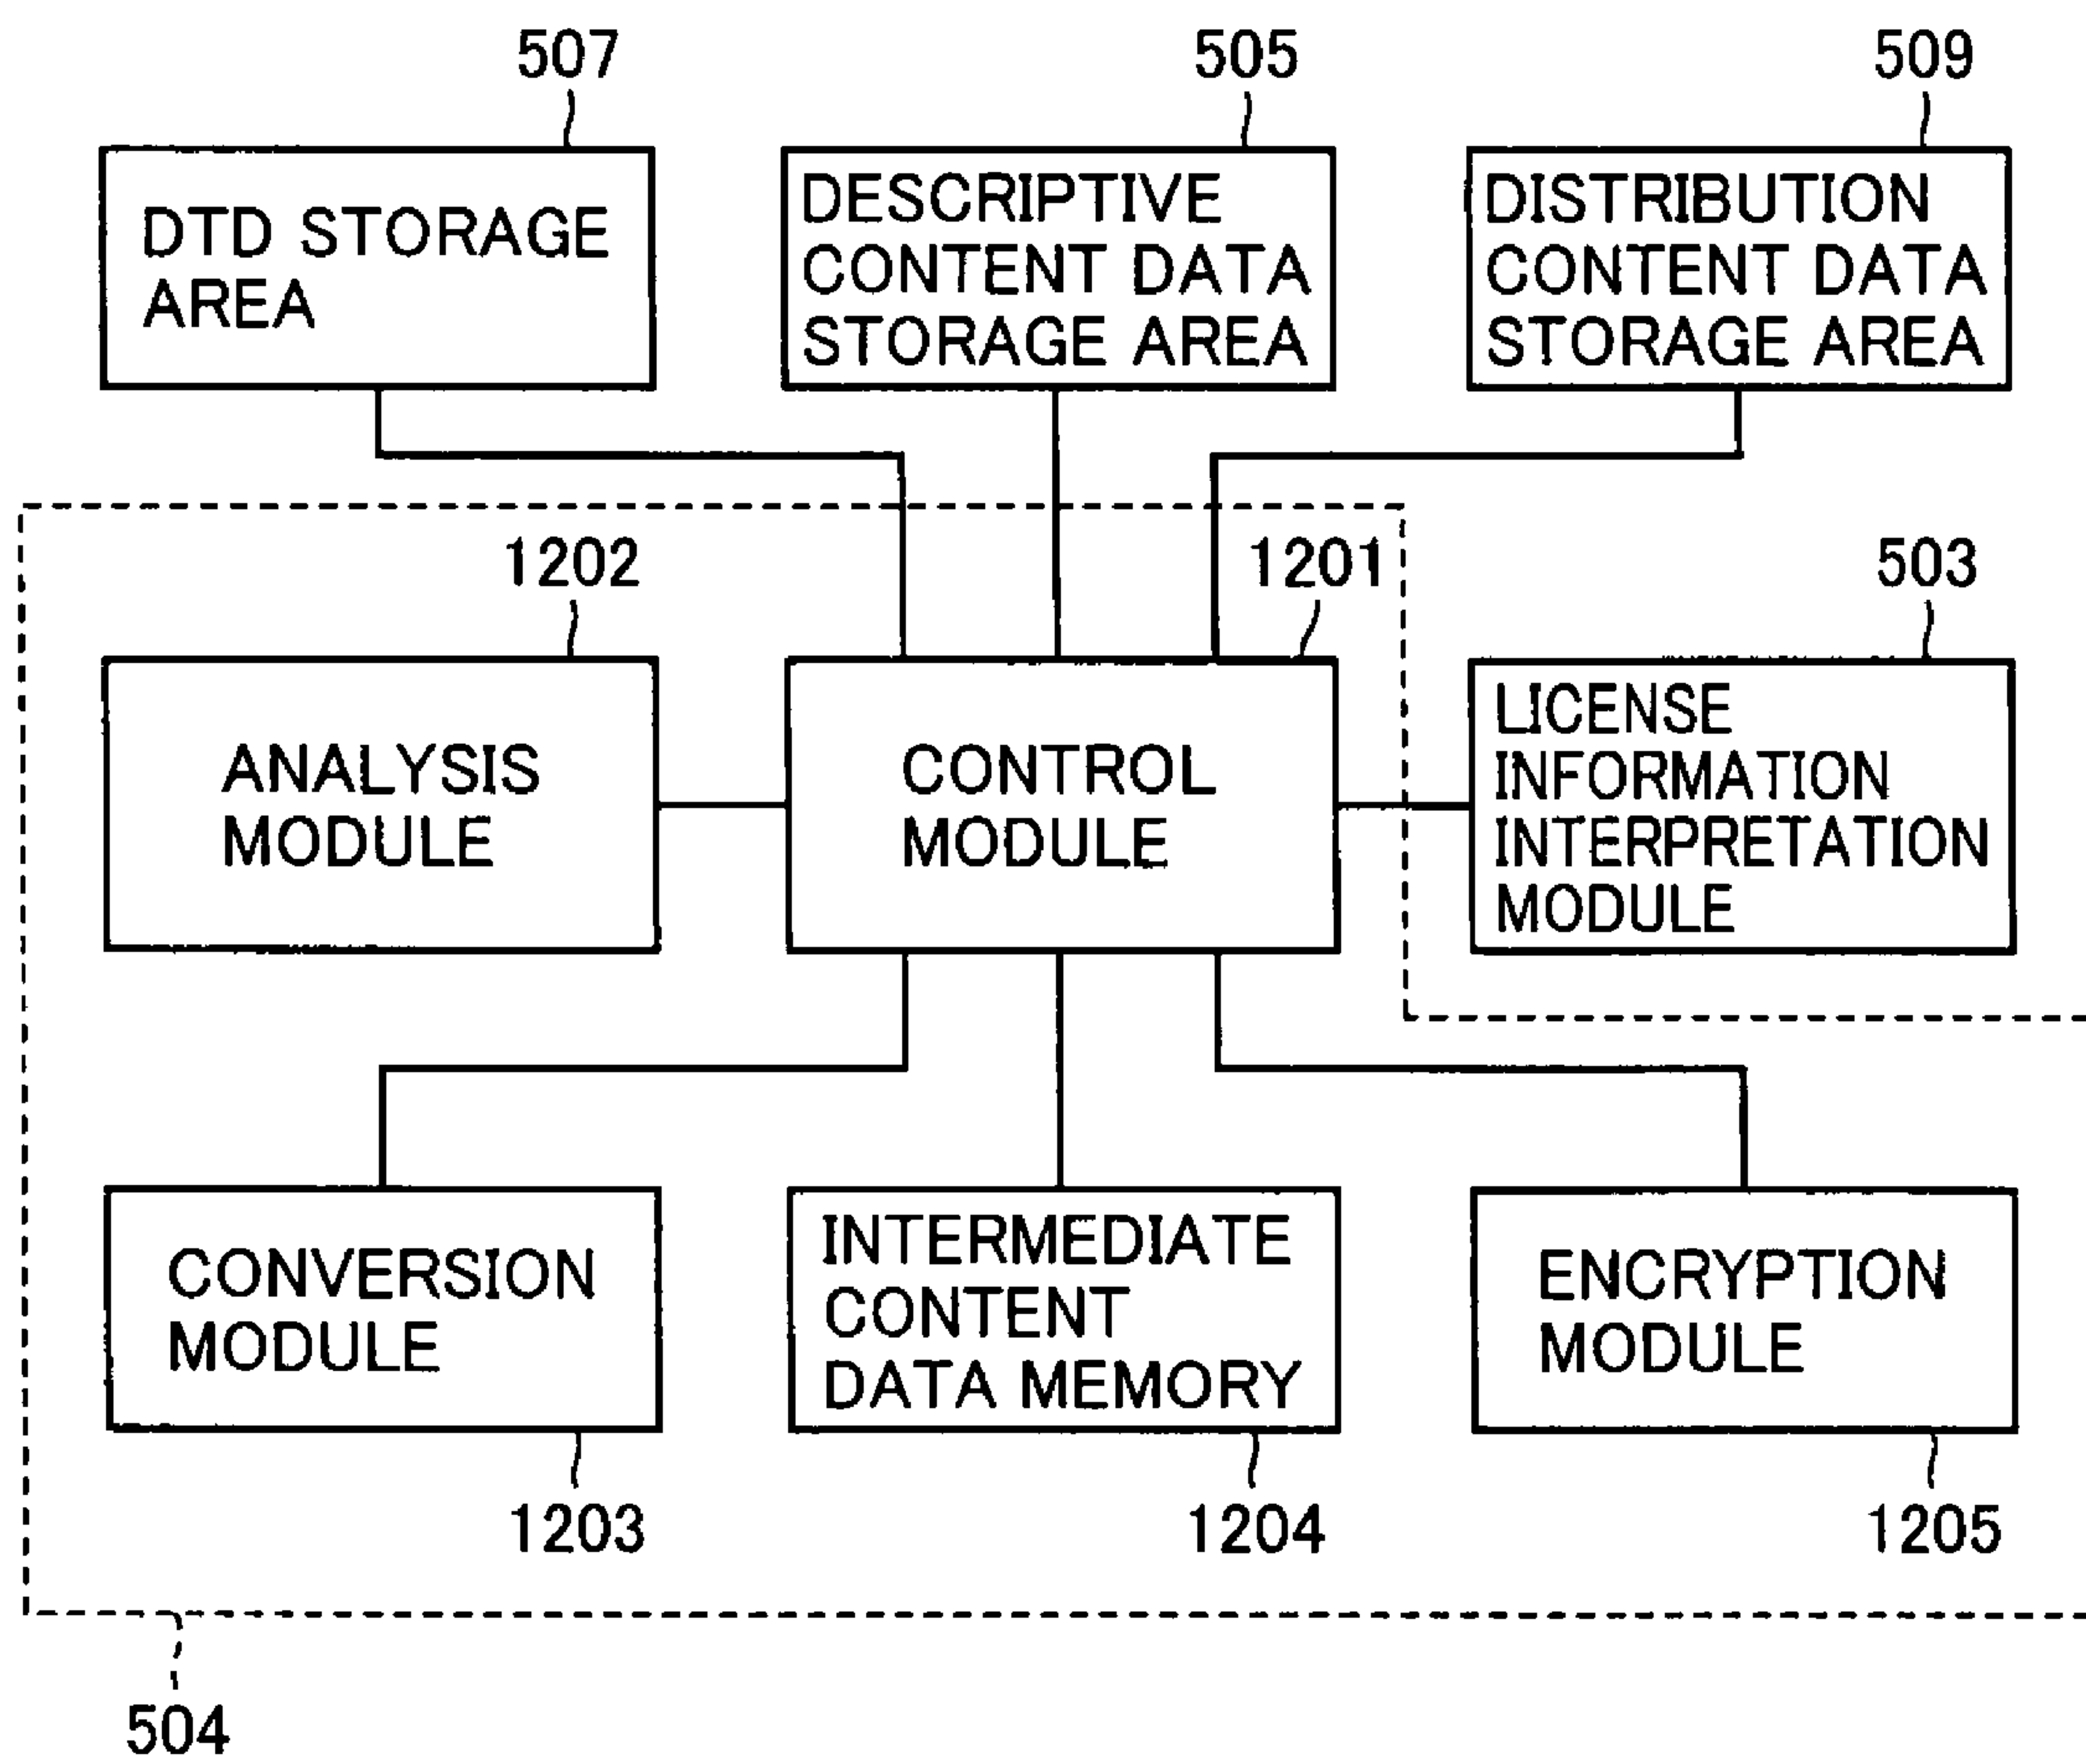 507
505
509
DTD STORAGE
AREA
DESCRIPTIVE
CONTENT DATA
STORAGE AREA
DISTRIBUTION
CONTENT DATA
STORAGE AREA
1202
1201
503
ANALYSIS
MODULE
CONTROL
MODULE
LICENSE
INFORMATION
INTERPRETATION
MODULE
CONVERSION
MODULE
INTERMEDIATE
CONTENT
DATA MEMORY
ENCRYPTION
MODULE
1203
1204
1205
504